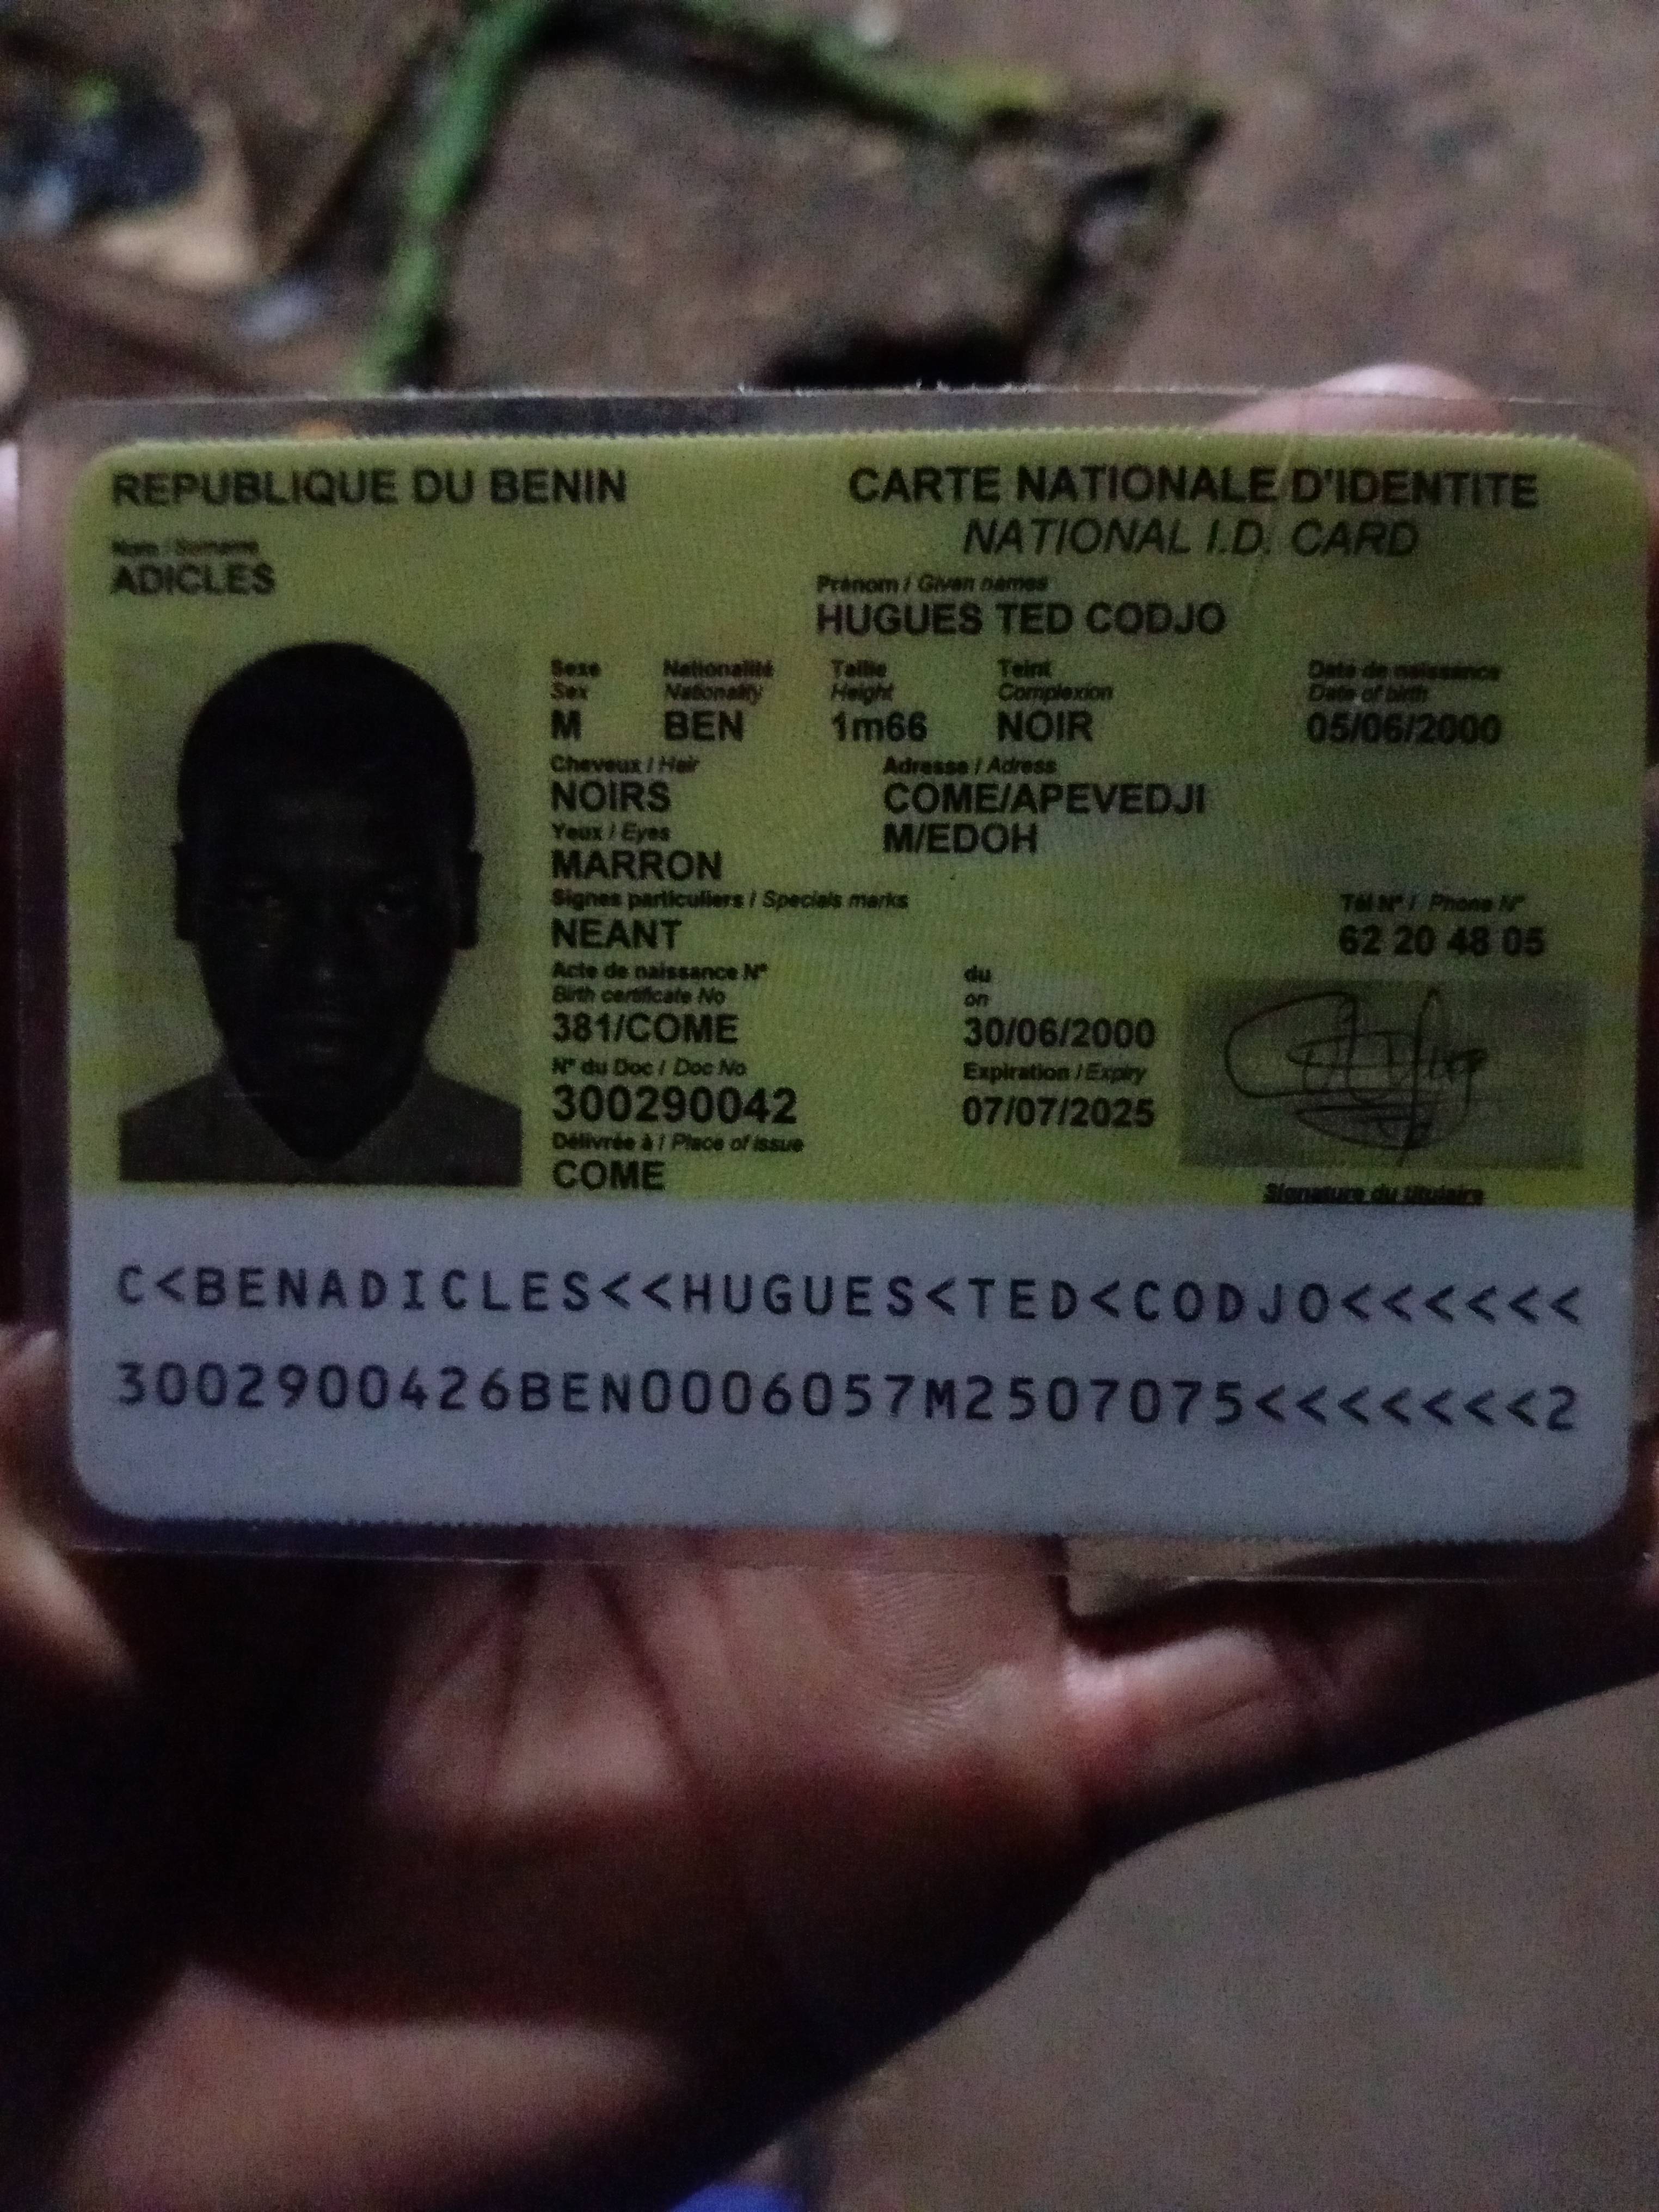 REPUBLIQUE DU BENIN
CARTE NATIONALE D'IDENTITE
NATIONAL I.D. CARD
Nom / Surname
ADICLES
Prénom / Given names
HUGUES TED CODJO
Sexe Nationalité Taille Teint Date de naissance
Sex Nationality Height Complexion Date of birth
M BEN 1m66 NOIR 05/06/2000
Cheveux / Hair Adresse / Adress
NOIRS COME/APEVEDJI
Yeux / Eyes M/EDOH
MARRON
Signes particuliers / Specials marks Tél N° / Phone N°
NEANT 62 20 48 05
Acte de naissance N° du
Birth certificate No on
381/COME 30/06/2000
N° du Doc / Doc No Expiration / Expiry
300290042 07/07/2025
Délivrée à / Place of issue
COME
Signature du titulaire
C<BENADICLES<<HUGUES<TED<CODJO<<<<<<
3002900426BEN0006057M2507075<<<<<<<2